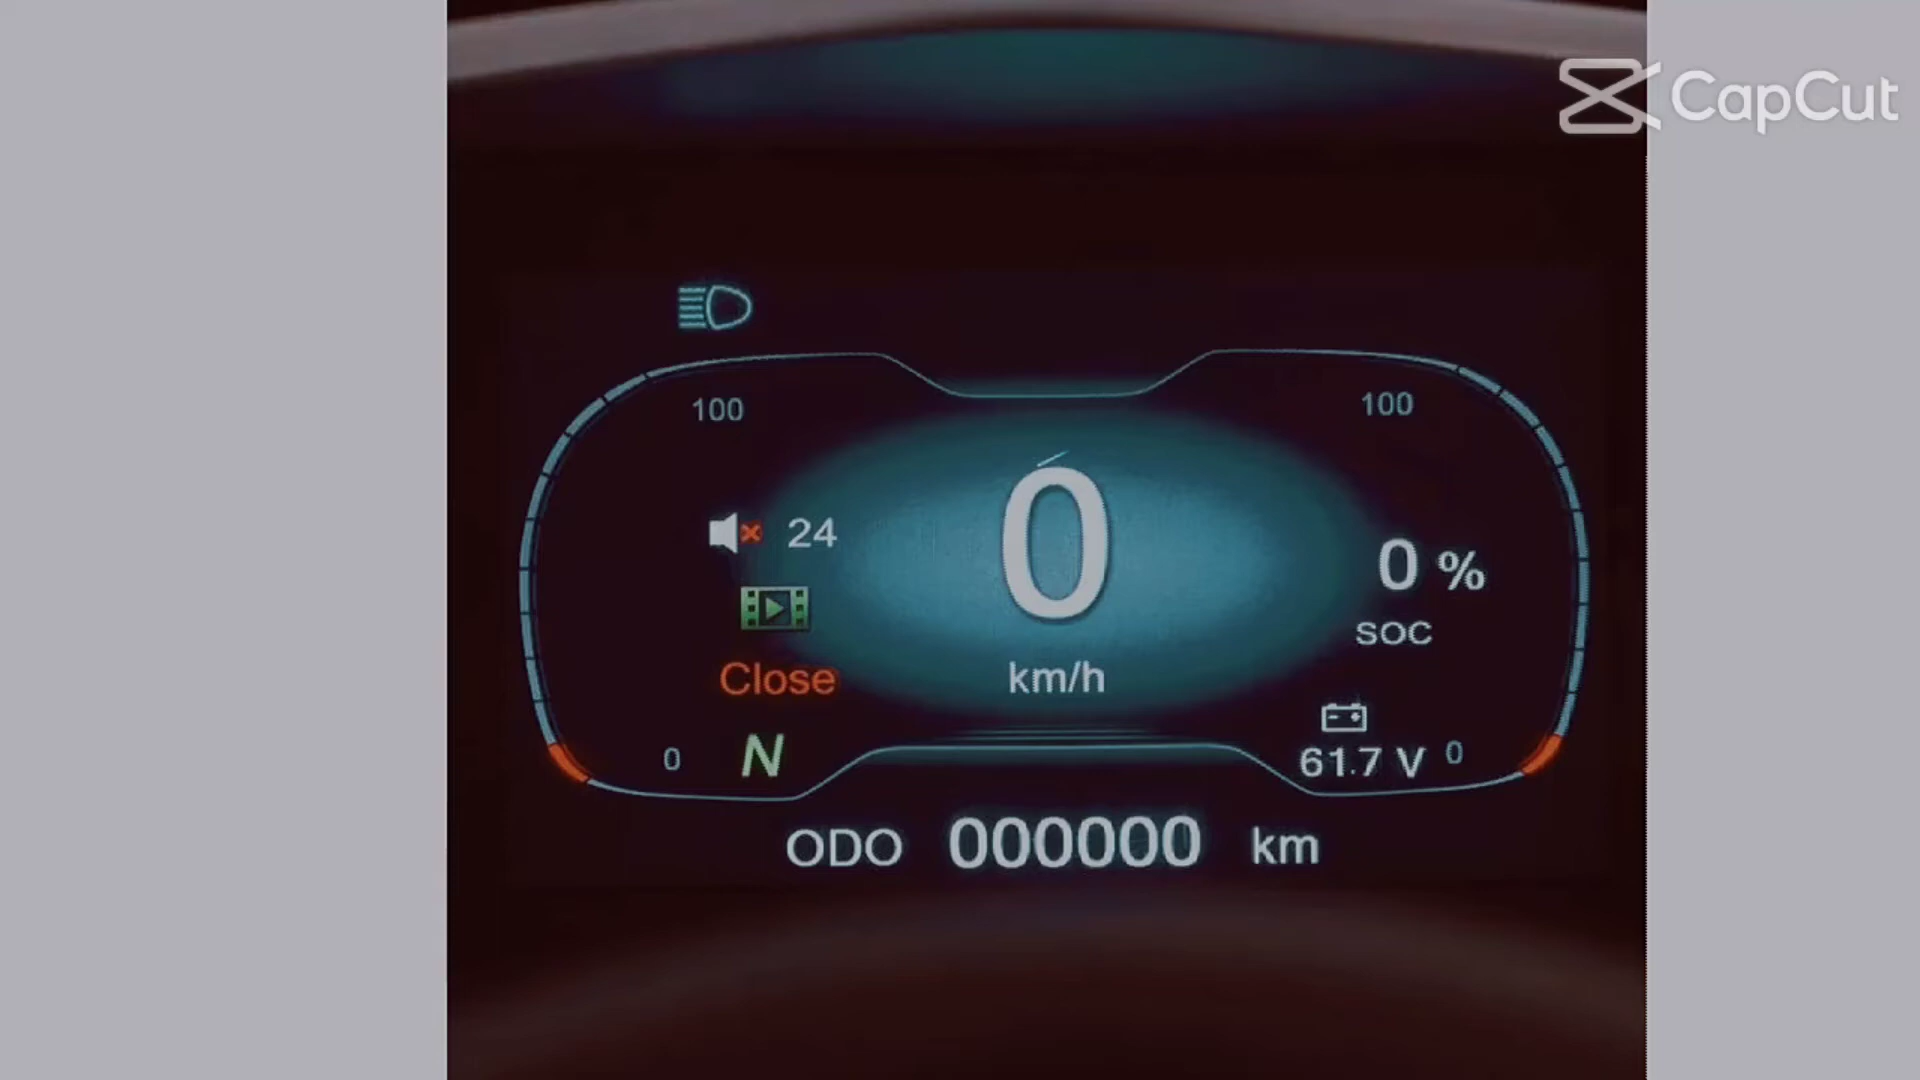 CapCut
100
100
24
0
0 %
SOC
Close
km/h
0
N
61.7 V
0
ODO 000000 km